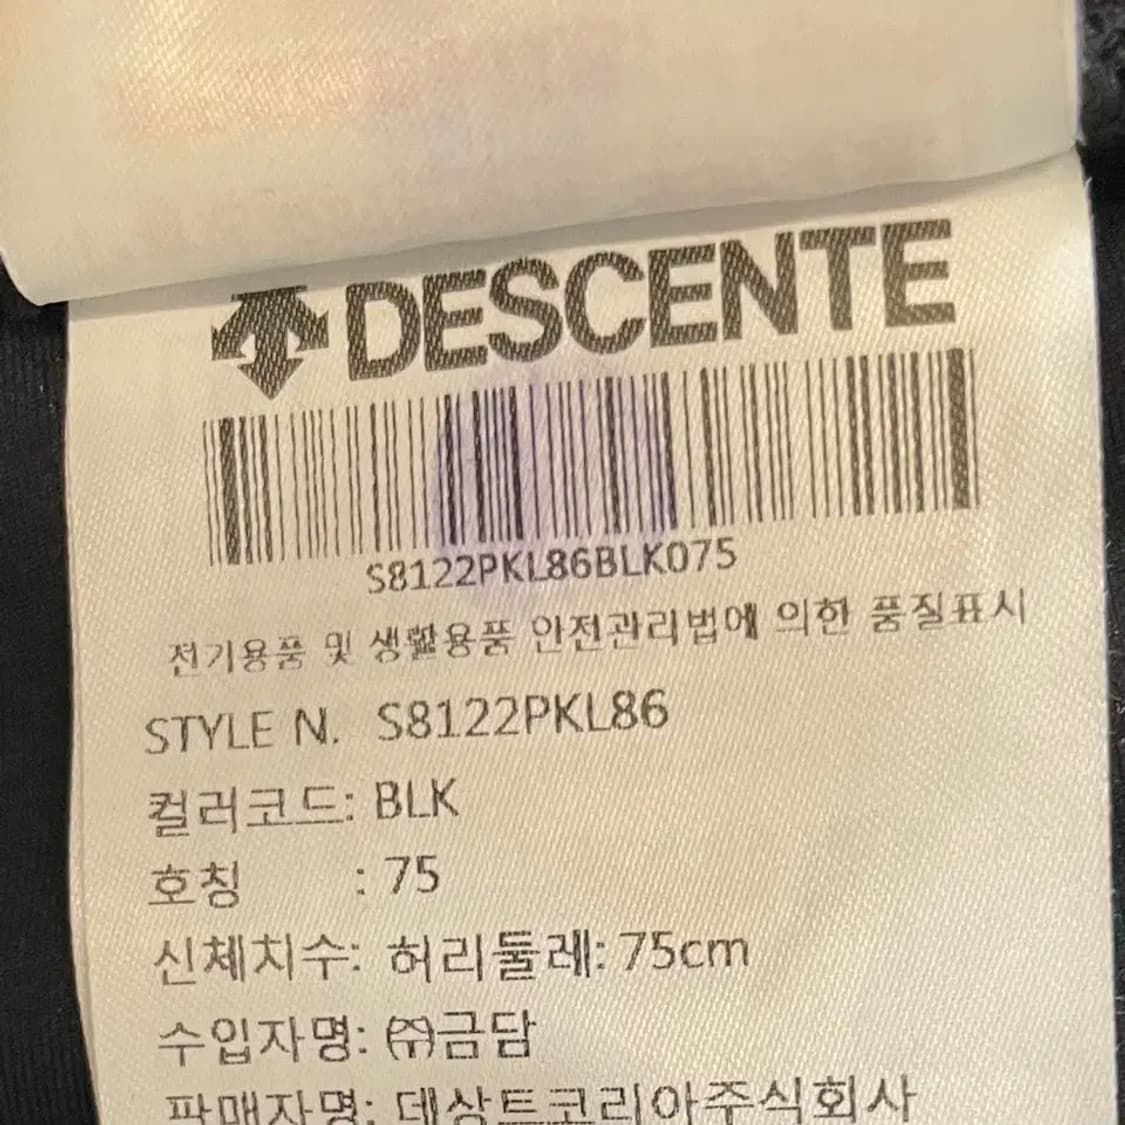 DESCENTE
S8122PKL86BLK075
전기용품 및 생활용품 안전관리법에 의한 품질표시
STYLE N. S8122PKL86
컬러코드: BLK
호칭 : 75
신체치수: 허리둘레: 75cm
수입자명: ㈜금담
판매자명: 데상트코리아주식회사